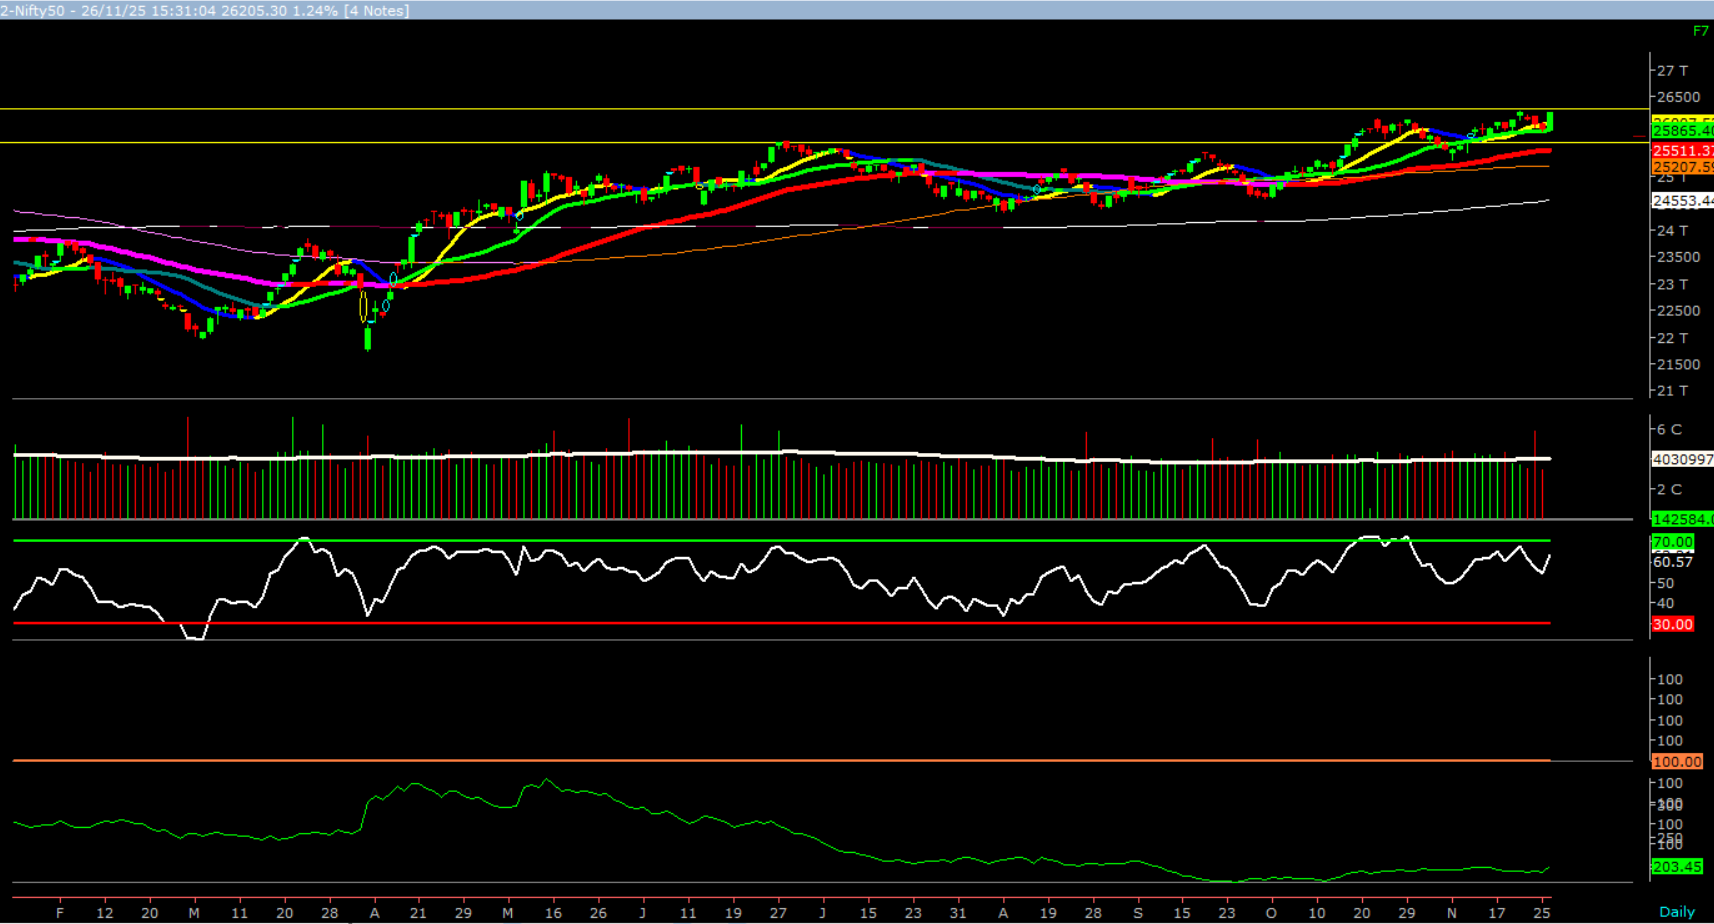 2-Nifty50 - 26/11/25 15:31:04 26205.30 1.24% [4 Notes]
F7
27 T
26500
25865.40
25511.37
25207.59
24553.44
24 T
23500
23 T
22500
22 T
21500
21 T
6 C
4030997
2 C
142584.0
70.00
60.57
50
40
30.00
100
100
100
100
100.00
100
100
250
100
203.45
F 12 20 M 11 20 28 A 21 29 M 16 26 J 11 19 27 J 15 23 31 A 19 28 S 15 23 O 10 20 29 N 17 25
Daily